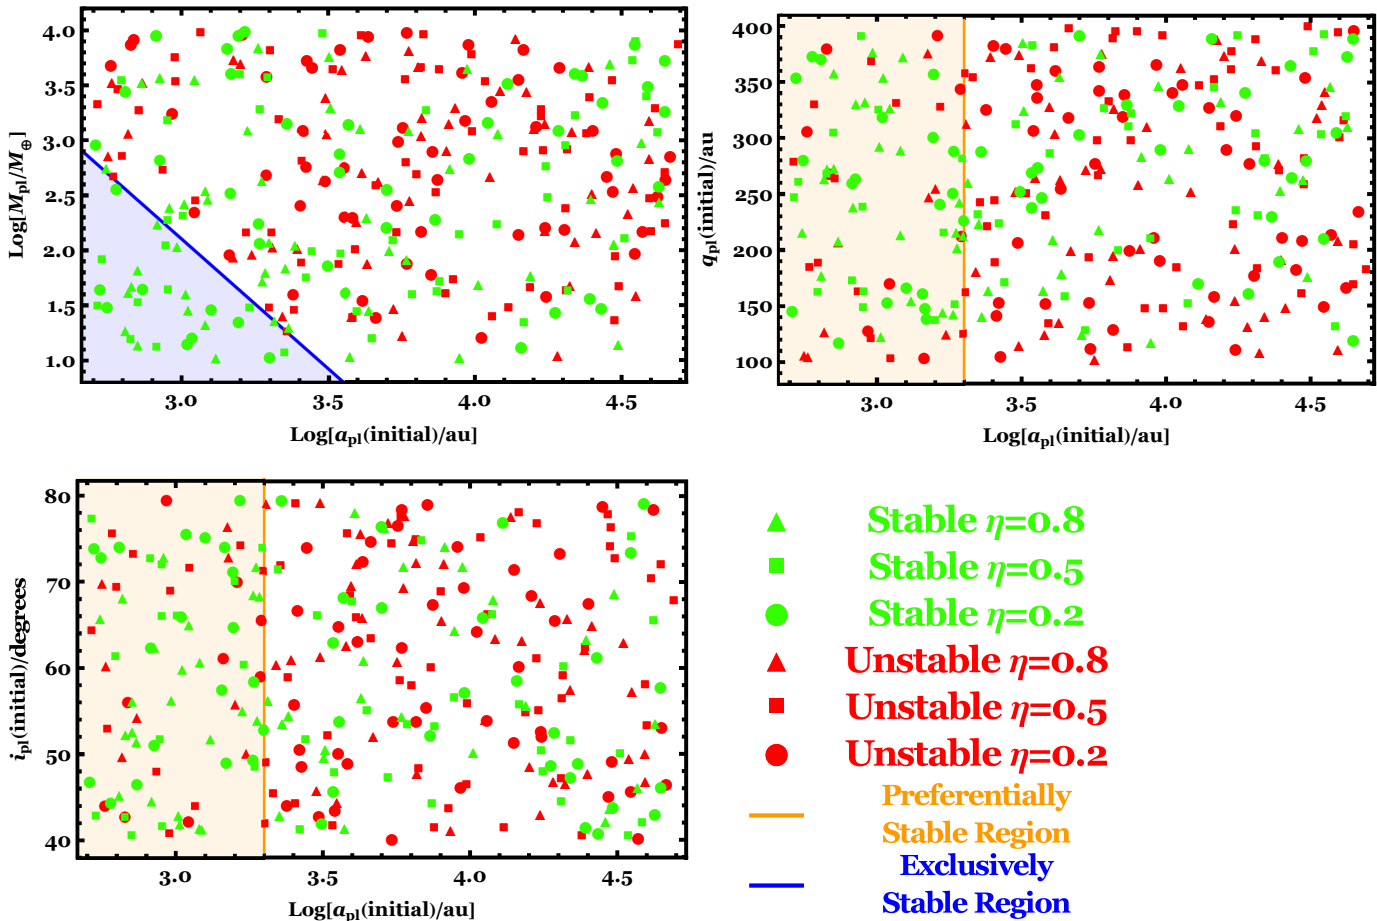 4.0
3.5
3.0
2.5
2.0
1.5
1.0
Log[M_pl/M_⊕]
3.0 3.5 4.0 4.5
Log[a_pl(initial)/au]
400
350
300
250
200
150
100
q_pl(initial)/au
3.0 3.5 4.0 4.5
Log[a_pl(initial)/au]
80
70
60
50
40
i_pl(initial)/degrees
3.0 3.5 4.0 4.5
Log[a_pl(initial)/au]
Stable η=0.8
Stable η=0.5
Stable η=0.2
Unstable η=0.8
Unstable η=0.5
Unstable η=0.2
Preferentially
Stable Region
Exclusively
Stable Region